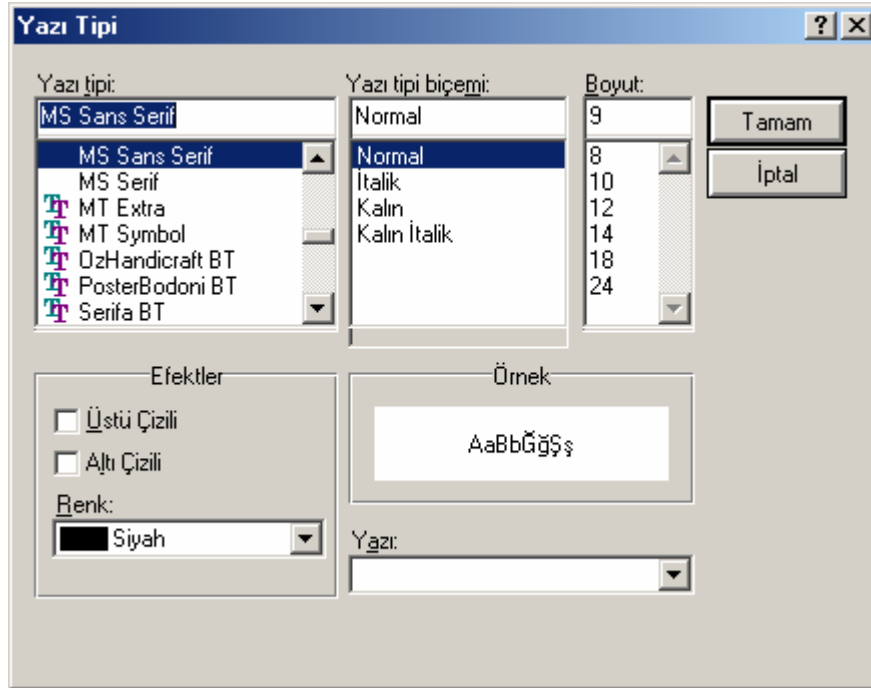 Yazı Tipi
Yazı tipi:
MS Sans Serif
MS Sans Serif
MS Serif
MT Extra
MT Symbol
OzHandicraft BT
PosterBodoni BT
Serifa BT
Yazı tipi biçemi:
Normal
Normal
İtalik
Kalın
Kalın İtalik
Boyut:
9
8
10
12
14
18
24
Tamam
İptal
Efektler
Üstü Çizili
Altı Çizili
Renk:
Siyah
Örnek
AaBbĞğŞş
Yazı: